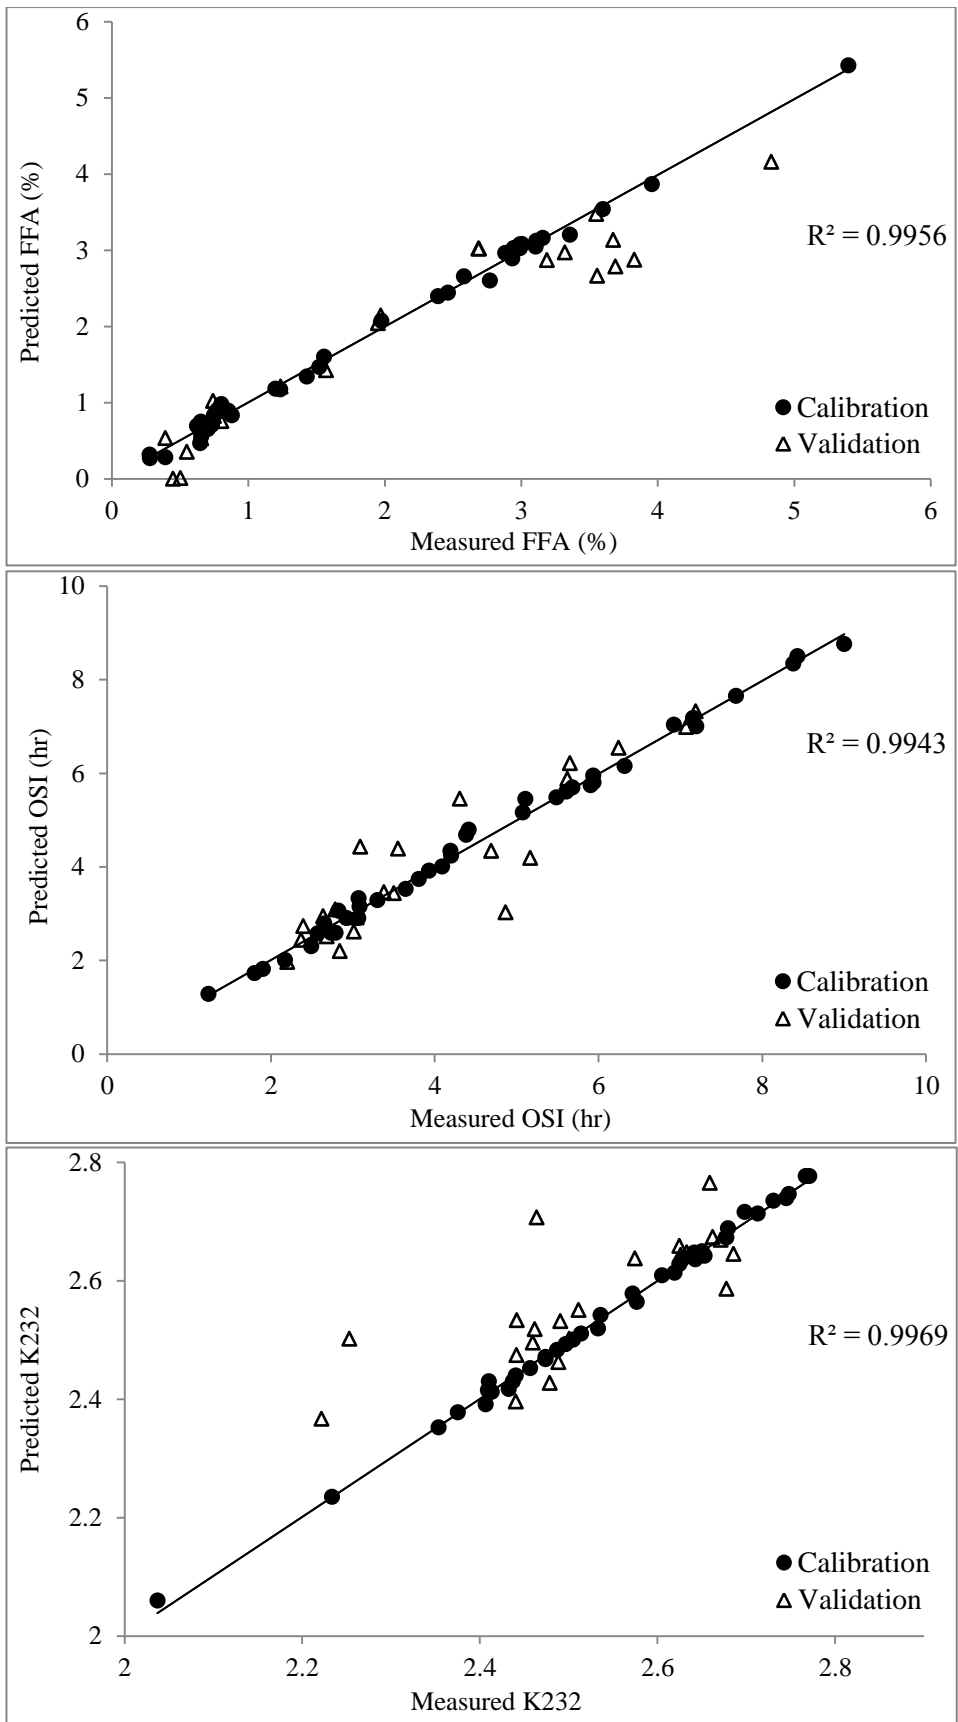 6
5
4
3
2
1
0
Predicted FFA (%)
R² = 0.9956
Calibration
Validation
0 1 2 3 4 5 6
Measured FFA (%)
10
8
6
4
2
0
Predicted OSI (hr)
R² = 0.9943
Calibration
Validation
0 2 4 6 8 10
Measured OSI (hr)
2.8
2.6
2.4
2.2
2
Predicted K232
R² = 0.9969
Calibration
Validation
2 2.2 2.4 2.6 2.8
Measured K232